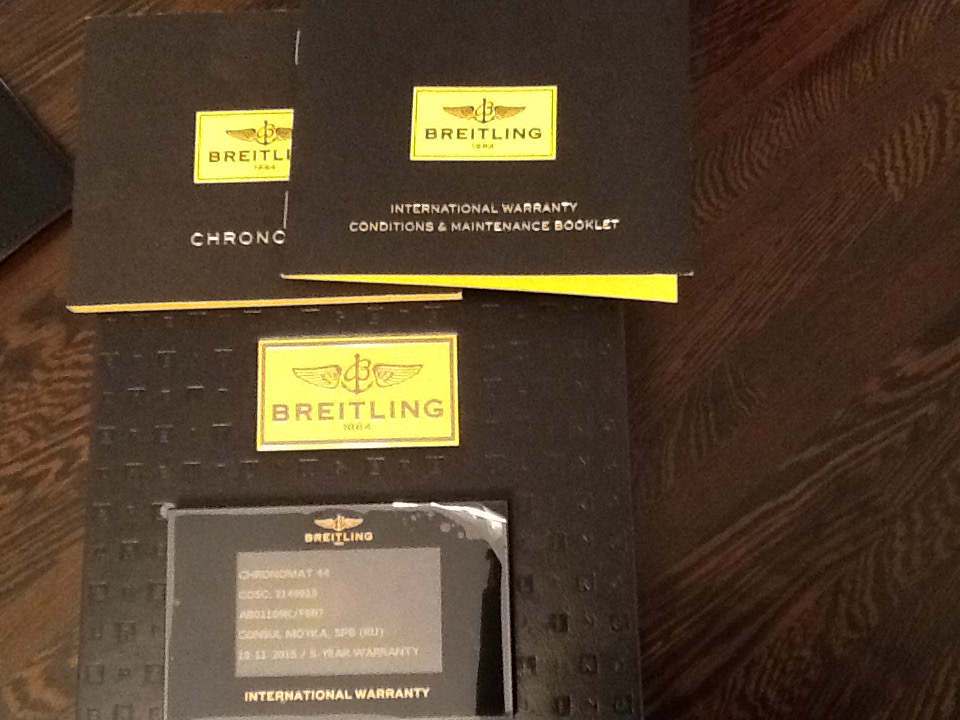 BREITLI
1884
CHRONO
BREITLING
1884
INTERNATIONAL WARRANTY
CONDITIONS & MAINTENANCE BOOKLET
BREITLING
1884
BREITLING
CHRONOMAT 44
COSC:
CONSUL MOYKA, SPB (RU)
/ 5-YEAR WARRANTY
INTERNATIONAL WARRANTY